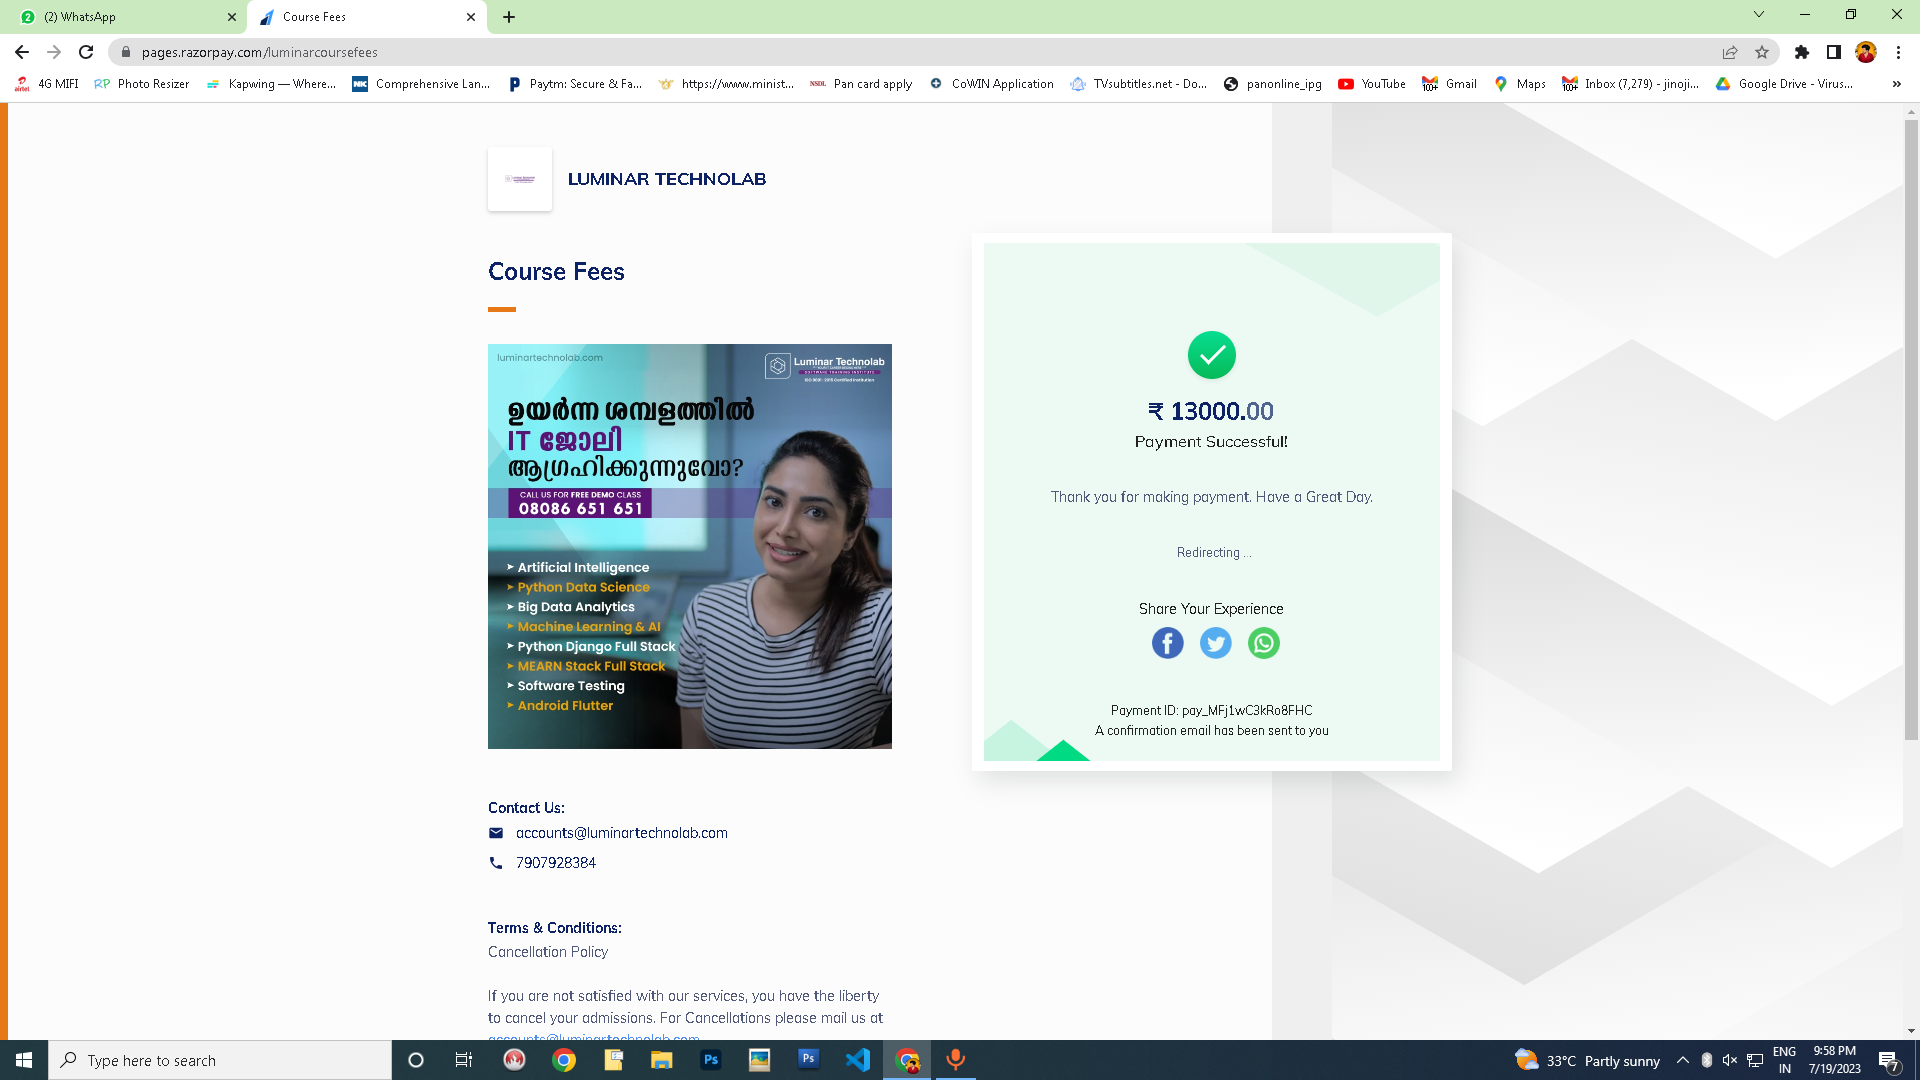 (2) WhatsApp
Course Fees
pages.razorpay.com/luminarcoursefees
4G MIFI
Photo Resizer
Kapwing — Where...
Comprehensive Lan...
Paytm: Secure & Fa...
https://www.minist...
Pan card apply
CoWIN Application
TVsubtitles.net - Do...
panonline_ipg
YouTube
Gmail
Maps
Inbox (7,279) - jinoji...
Google Drive - Virus...
»
LUMINAR TECHNOLAB
Course Fees
luminartechnolab.com
Luminar Technolab
SOFTWARE TRAINING INSTITUTE
ഉയർന്ന ശമ്പളത്തിൽ
IT ജോലി
ആഗ്രഹിക്കുന്നുവോ?
CALL US FOR FREE DEMO CLASS
08086 651 651
➤ Artificial Intelligence
➤ Python Data Science
➤ Big Data Analytics
➤ Machine Learning & AI
➤ Python Django Full Stack
➤ MEARN Stack Full Stack
➤ Software Testing
➤ Android Flutter
₹ 13000.00
Payment Successful!
Thank you for making payment. Have a Great Day.
Redirecting ...
Share Your Experience
Payment ID: pay_MFj1wC3kRo8FHC
A confirmation email has been sent to you
Contact Us:
accounts@luminartechnolab.com
7907928384
Terms & Conditions:
Cancellation Policy
If you are not satisfied with our services, you have the liberty
to cancel your admissions. For Cancellations please mail us at
accounts@luminartechnolab.com
Type here to search
33°C Partly sunny
ENG
IN
9:58 PM
7/19/2023
7